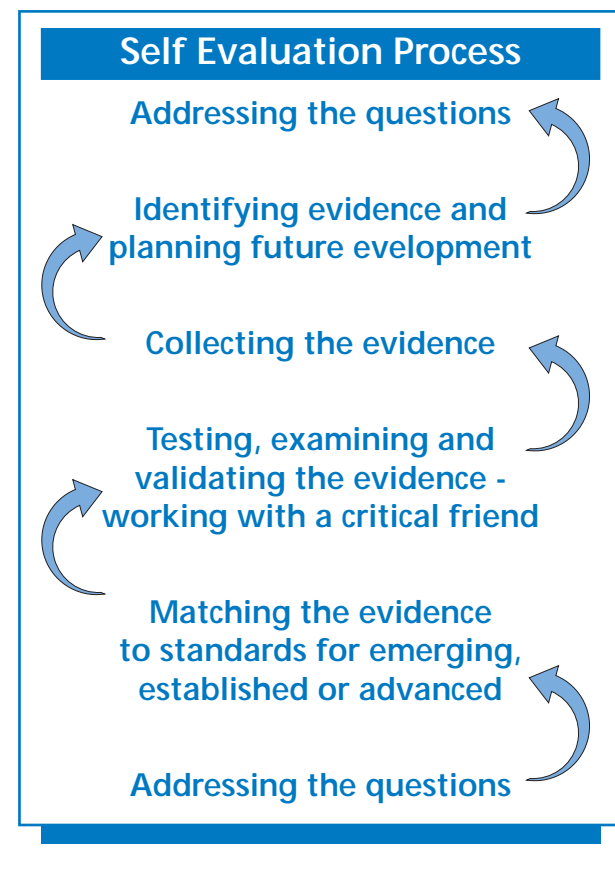 Self Evaluation Process
Addressing the questions
Identifying evidence and
planning future evelopment
Collecting the evidence
Testing, examining and
validating the evidence -
working with a critical friend
Matching the evidence
to standards for emerging,
established or advanced
Addressing the questions